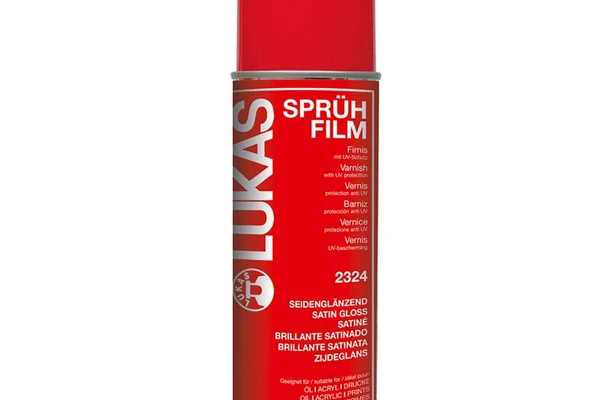 LUKAS
SPRÜH
FILM
Firnis
mit UV-Schutz
Varnish
with UV protection
Vernis
protection anti UV
Barniz
protección anti UV
Vernice
protezione anti UV
Vernis
UV-bescherming
2324
LUKAS
SEIDENGLÄNZEND
SATIN GLOSS
SATINÉ
BRILLANTE SATINADO
BRILLANTE SATINATA
ZIJDEGLANS
Geeignet für / suitable for / idéal pour:
ÖL | ACRYL | DRUCKE
OIL | ACRYLIC | PRINTS